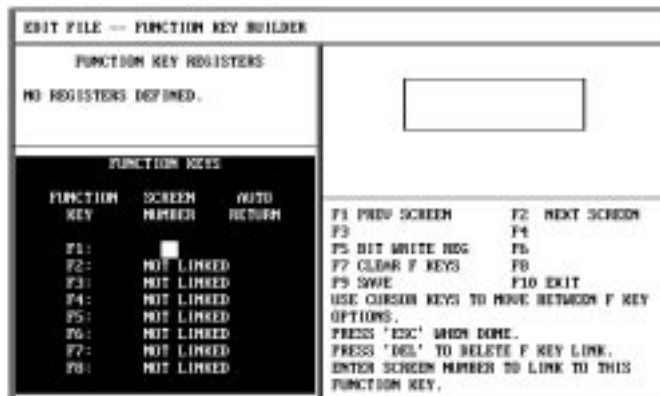 EDIT FILE -- FUNCTION KEY BUILDER
FUNCTION KEY REGISTERS
NO REGISTERS DEFINED.
FUNCTION KEYS
FUNCTION SCREEN AUTO
KEY NUMBER RETURN
F1:
F2: NOT LINKED
F3: NOT LINKED
F4: NOT LINKED
F5: NOT LINKED
F6: NOT LINKED
F7: NOT LINKED
F8: NOT LINKED
F1 PREV SCREEN F2 NEXT SCREEN
F3 F4
F5 BIT WRITE REG F6
F7 CLEAR F KEYS F8
F9 SAVE F10 EXIT
USE CURSOR KEYS TO MOVE BETWEEN F KEY
OPTIONS.
PRESS 'ESC' WHEN DONE.
PRESS 'DEL' TO DELETE F KEY LINK.
ENTER SCREEN NUMBER TO LINK TO THIS
FUNCTION KEY.